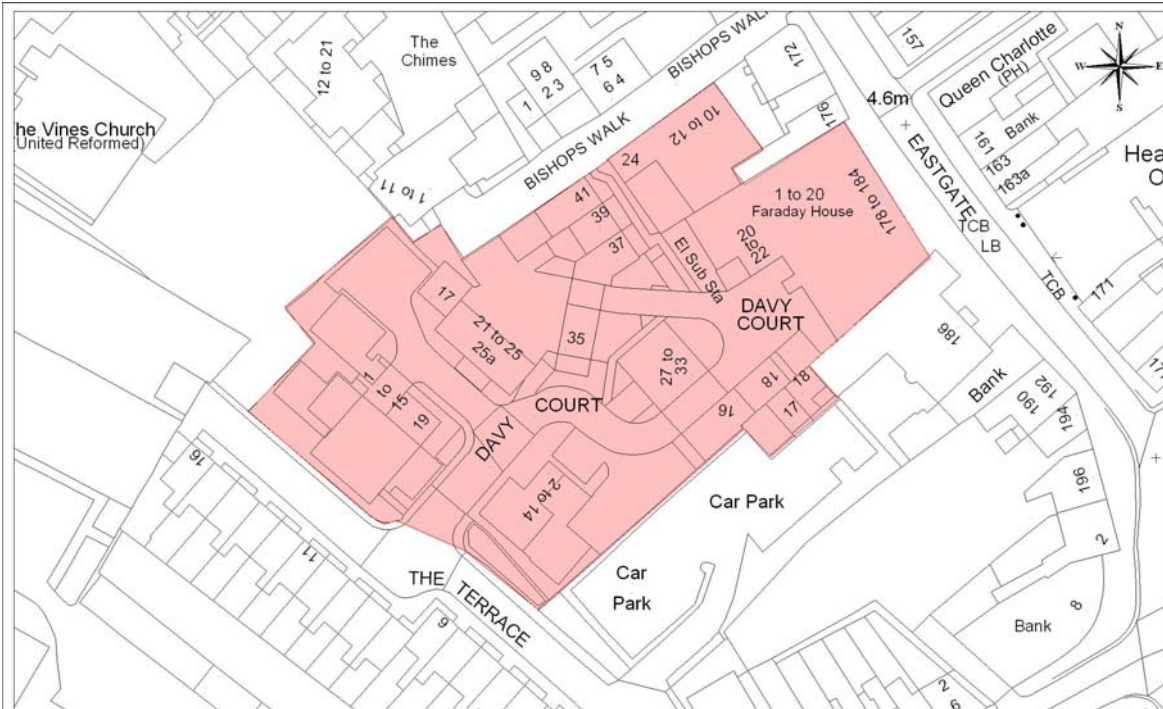 The
Chimes
12 to 21
9 8
2 3
1
7 5
6 4
BISHOPS WALK
172
157
Queen Charlotte
(PH)
N
W
E
S
4.6m
176
161
Bank
163
163a
he Vines Church
(United Reformed)
1 to 11
BISHOPS WALK
24
10 to 12
EASTGATE
Hea
O
41
39
37
1 to 20
Faraday House
178 to 184
TCB
LB
TCB
171
20
to
22
El Sub Sta
17
21 to 25
25a
35
DAVY
COURT
27 to
33
186
Bank
192
190
194
196
1
to
15
19
DAVY
COURT
16
18
18
17
2 to 14
Car Park
16
11
THE
TERRACE
Car
Park
9
2
8
Bank
2
6